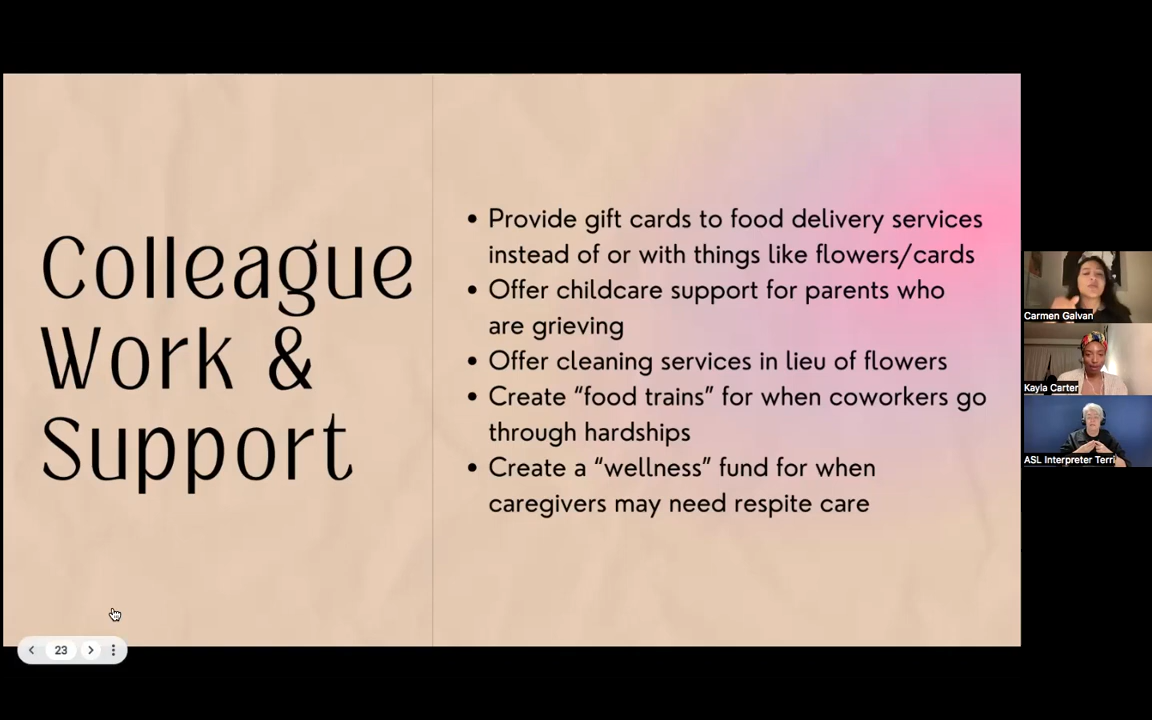 Colleague
Work &
Support
• Provide gift cards to food delivery services
instead of or with things like flowers/cards
• Offer childcare support for parents who
are grieving
• Offer cleaning services in lieu of flowers
• Create “food trains” for when coworkers go
through hardships
• Create a “wellness” fund for when
caregivers may need respite care
Carmen Galvan
Kayla Carter
ASL Interpreter Terri
23